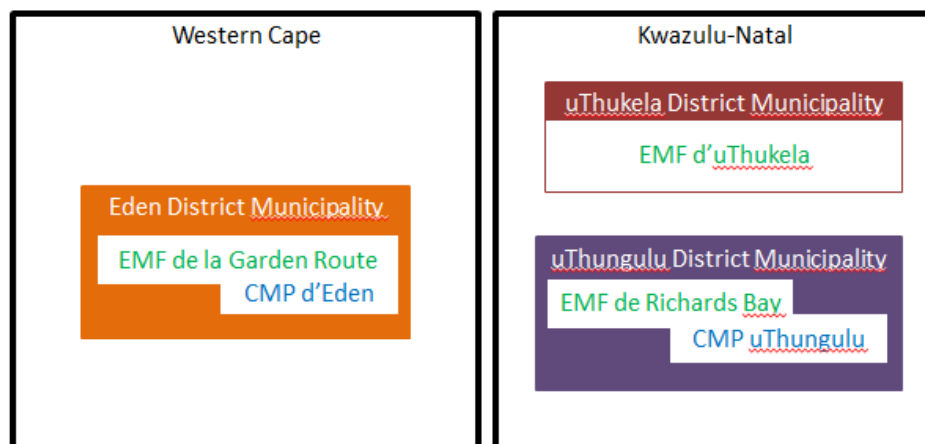 Western Cape
Eden District Municipality
EMF de la Garden Route
CMP d’Eden
Kwazulu-Natal
uThukela District Municipality
EMF d’uThukela
uThungulu District Municipality
EMF de Richards Bay
CMP uThungulu